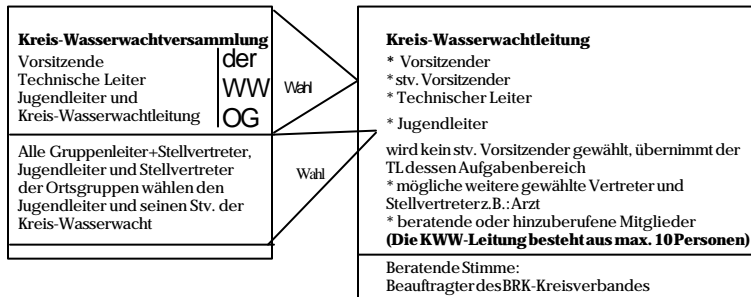 Kreis-Wasserwachtversammlung
Vorsitzende
Technische Leiter
Jugendleiter und
Kreis-Wasserwachtleitung
der
WW
OG
Wahl
Alle Gruppenleiter+Stellvertreter,
Jugendleiter und Stellvertreter
der Ortsgruppen wählen den
Jugendleiter und seinen Stv. der
Kreis-Wasserwacht
Wahl
Kreis-Wasserwachtleitung
* Vorsitzender
* stv. Vorsitzender
* Technischer Leiter
* Jugendleiter
wird kein stv. Vorsitzender gewählt, übernimmt der
TL dessen Aufgabenbereich
* mögliche weitere gewählte Vertreter und
Stellvertreter z.B.: Arzt
* beratende oder hinzuberufene Mitglieder
(Die KWW-Leitung besteht aus max. 10 Personen)
Beratende Stimme:
Beauftragter des BRK-Kreisverbandes